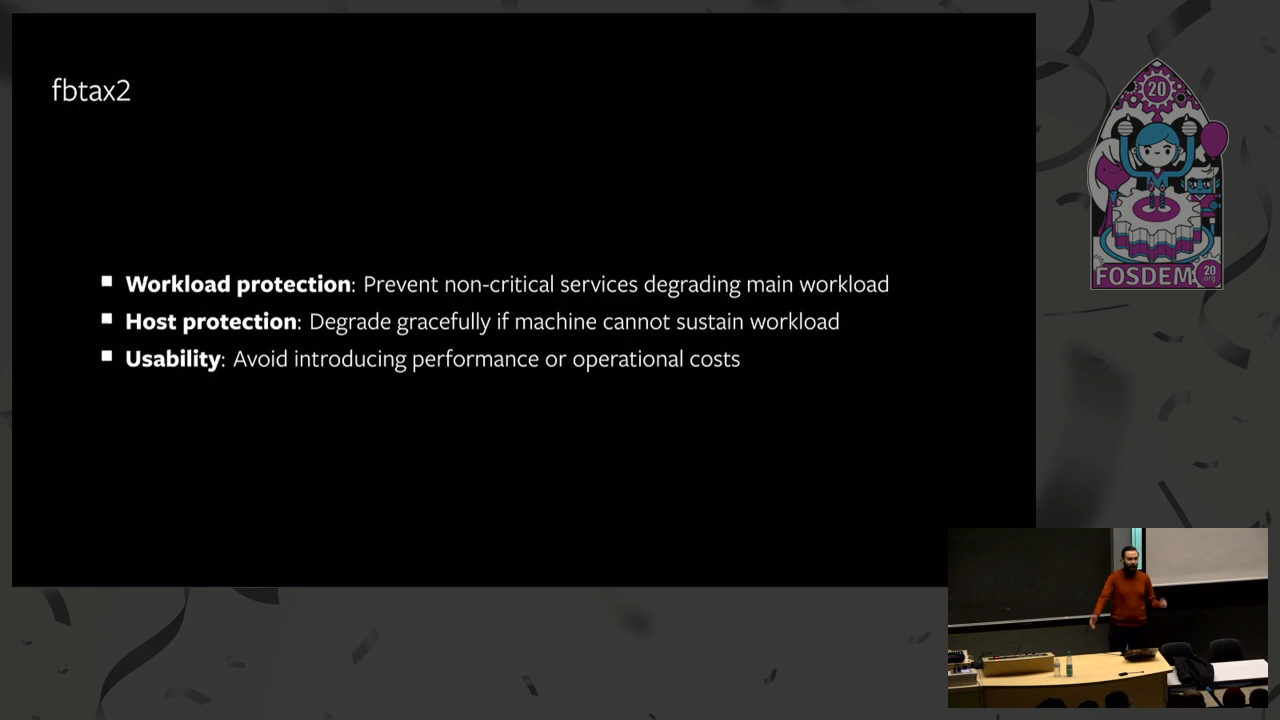 fbtax2
Workload protection: Prevent non-critical services degrading main workload
Host protection: Degrade gracefully if machine cannot sustain workload
Usability: Avoid introducing performance or operational costs
20
FOSDEM
20
org